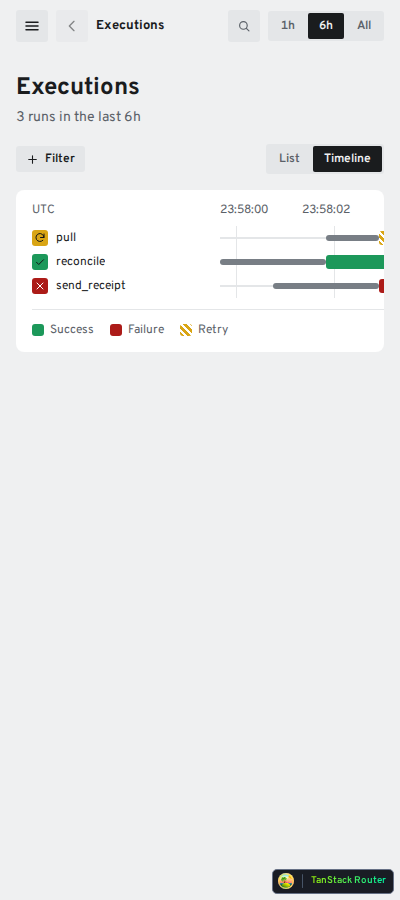 Executions
1h 6h All
Executions
3 runs in the last 6h
+ Filter
List Timeline
UTC 23:58:00 23:58:02
pull
reconcile
send_receipt
Success Failure Retry
TanStack Router